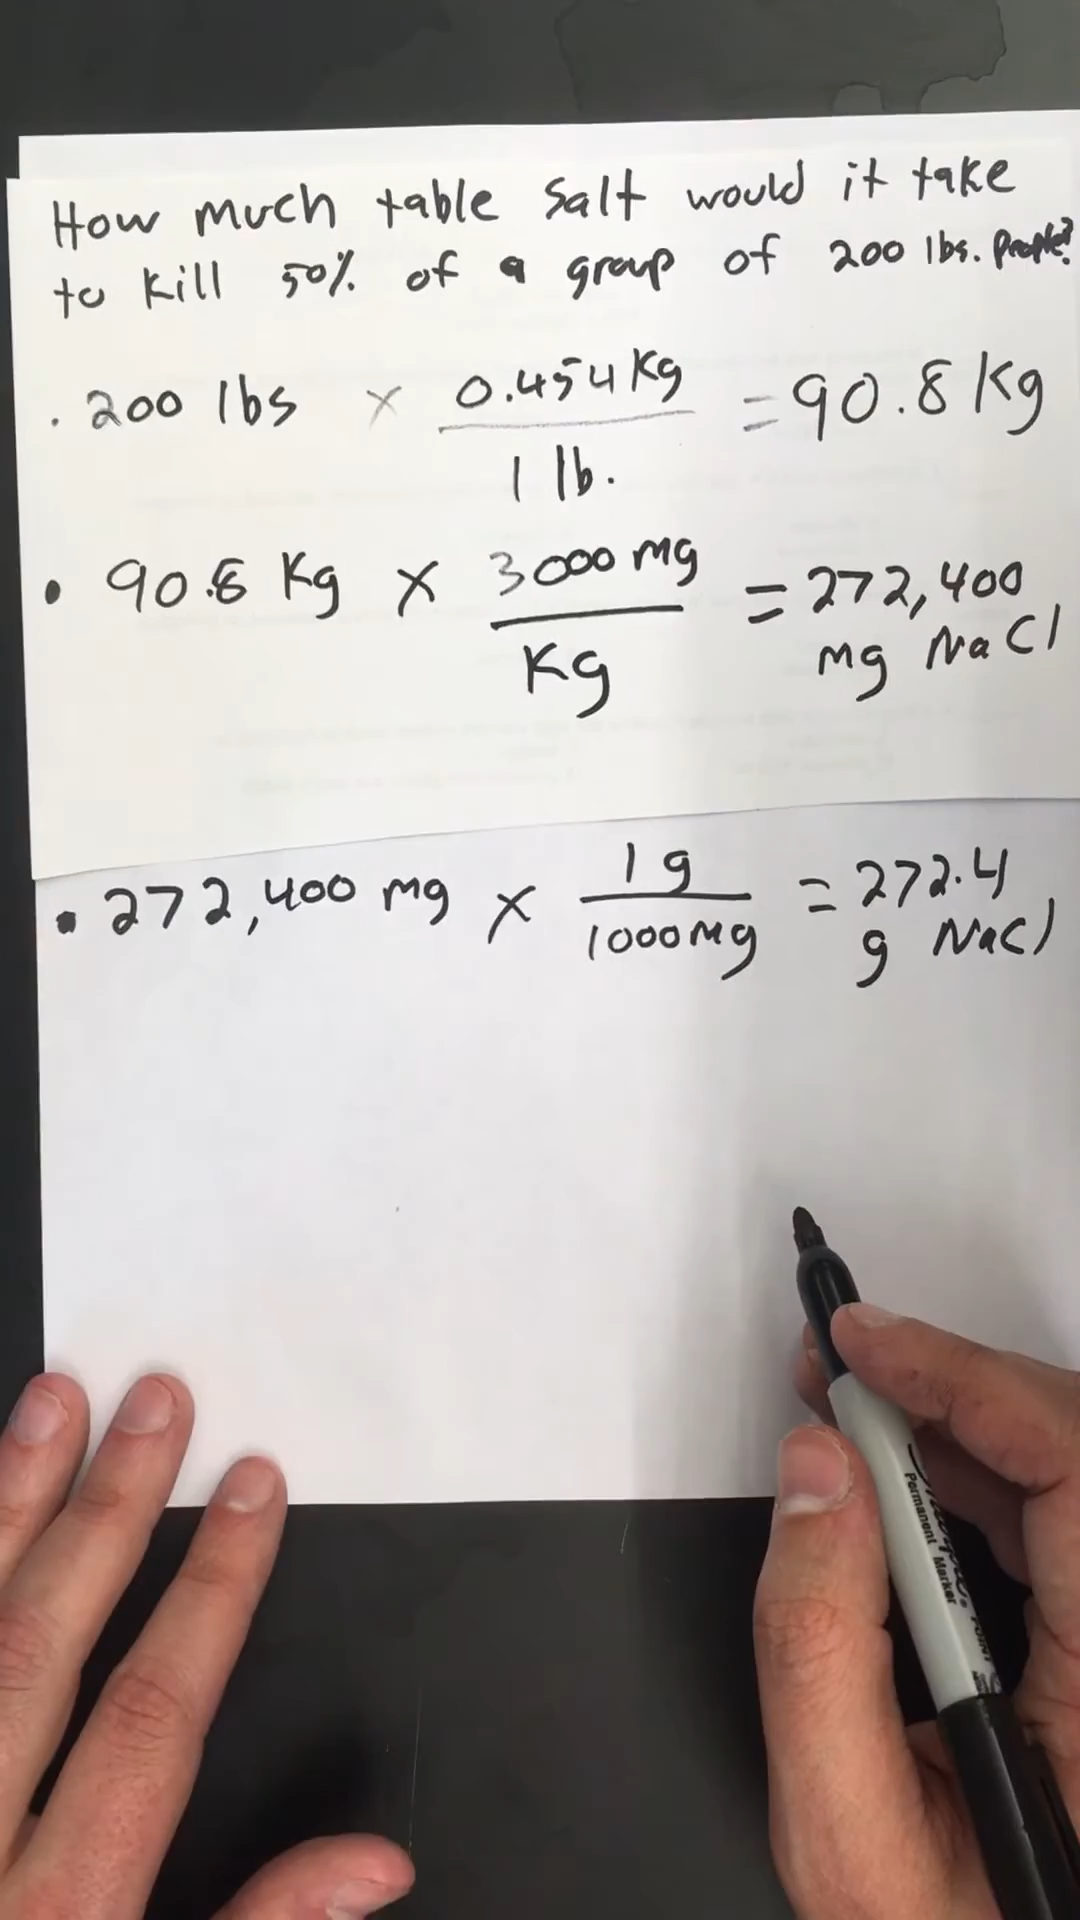 How much table salt would it take
to kill 50% of a group of 200 lbs. people?
. 200 lbs × 0.454 Kg = 90.8 Kg
1 lb.
• 90.8 Kg × 3000 mg = 272,400
Kg mg NaCl
• 272,400 mg × 1 g = 272.4
1000 mg g NaCl
Sharpie
Permanent Marker
POINT